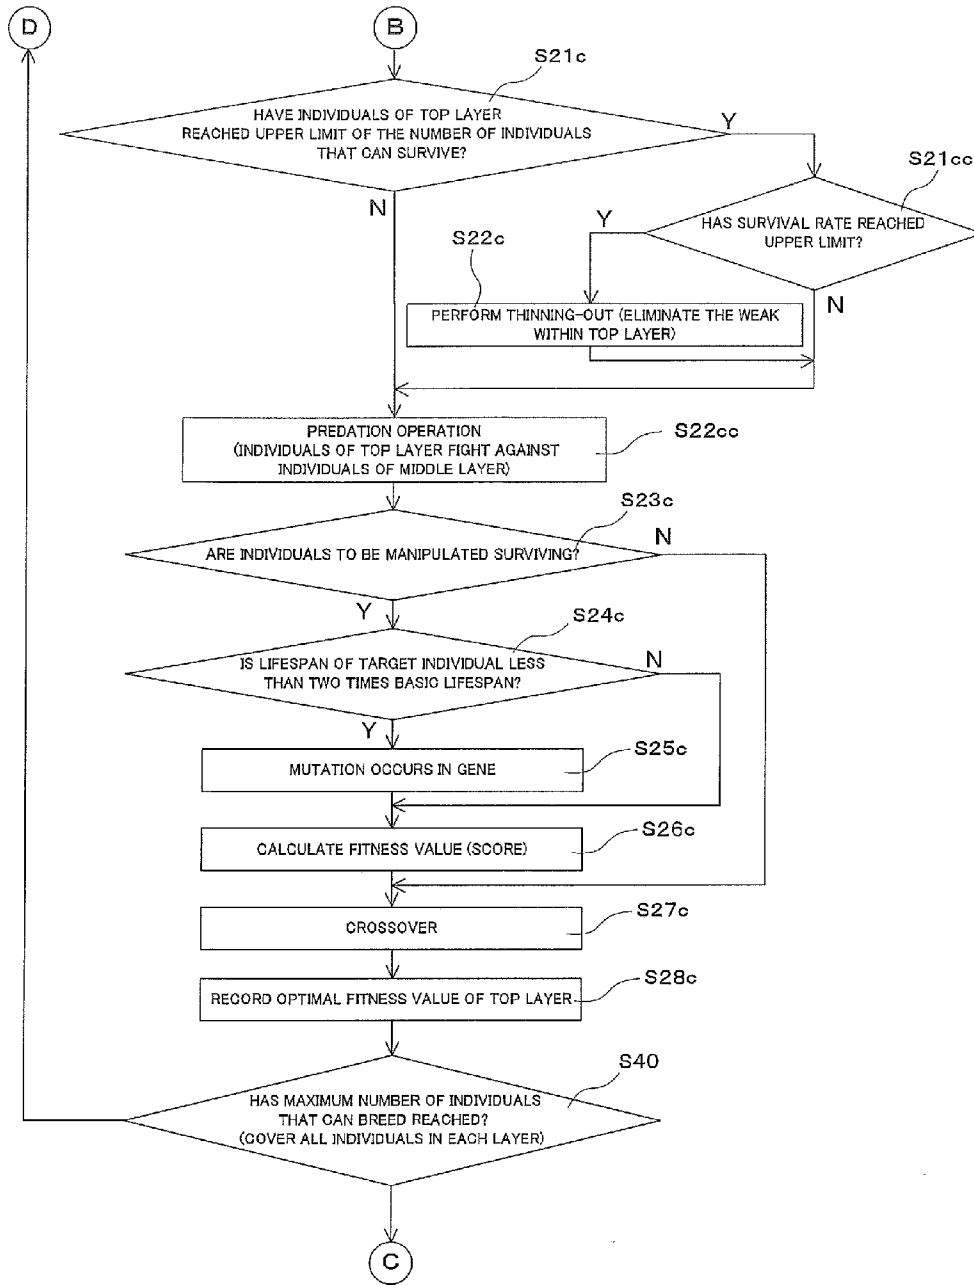 D
B
S21c
HAVE INDIVIDUALS OF TOP LAYER
REACHED UPPER LIMIT OF THE NUMBER OF INDIVIDUALS
THAT CAN SURVIVE?
Y
S21cc
N
HAS SURVIVAL RATE REACHED
UPPER LIMIT?
Y
N
S22c
PERFORM THINNING-OUT (ELIMINATE THE WEAK
WITHIN TOP LAYER)
PREDATION OPERATION
(INDIVIDUALS OF TOP LAYER FIGHT AGAINST
INDIVIDUALS OF MIDDLE LAYER)
S22cc
S23c
ARE INDIVIDUALS TO BE MANIPULATED SURVIVING?
N
Y
S24c
IS LIFESPAN OF TARGET INDIVIDUAL LESS
THAN TWO TIMES BASIC LIFESPAN?
N
Y
S25c
MUTATION OCCURS IN GENE
S26c
CALCULATE FITNESS VALUE (SCORE)
S27c
CROSSOVER
S28c
RECORD OPTIMAL FITNESS VALUE OF TOP LAYER
S40
HAS MAXIMUM NUMBER OF INDIVIDUALS
THAT CAN BREED REACHED?
(COVER ALL INDIVIDUALS IN EACH LAYER)
C